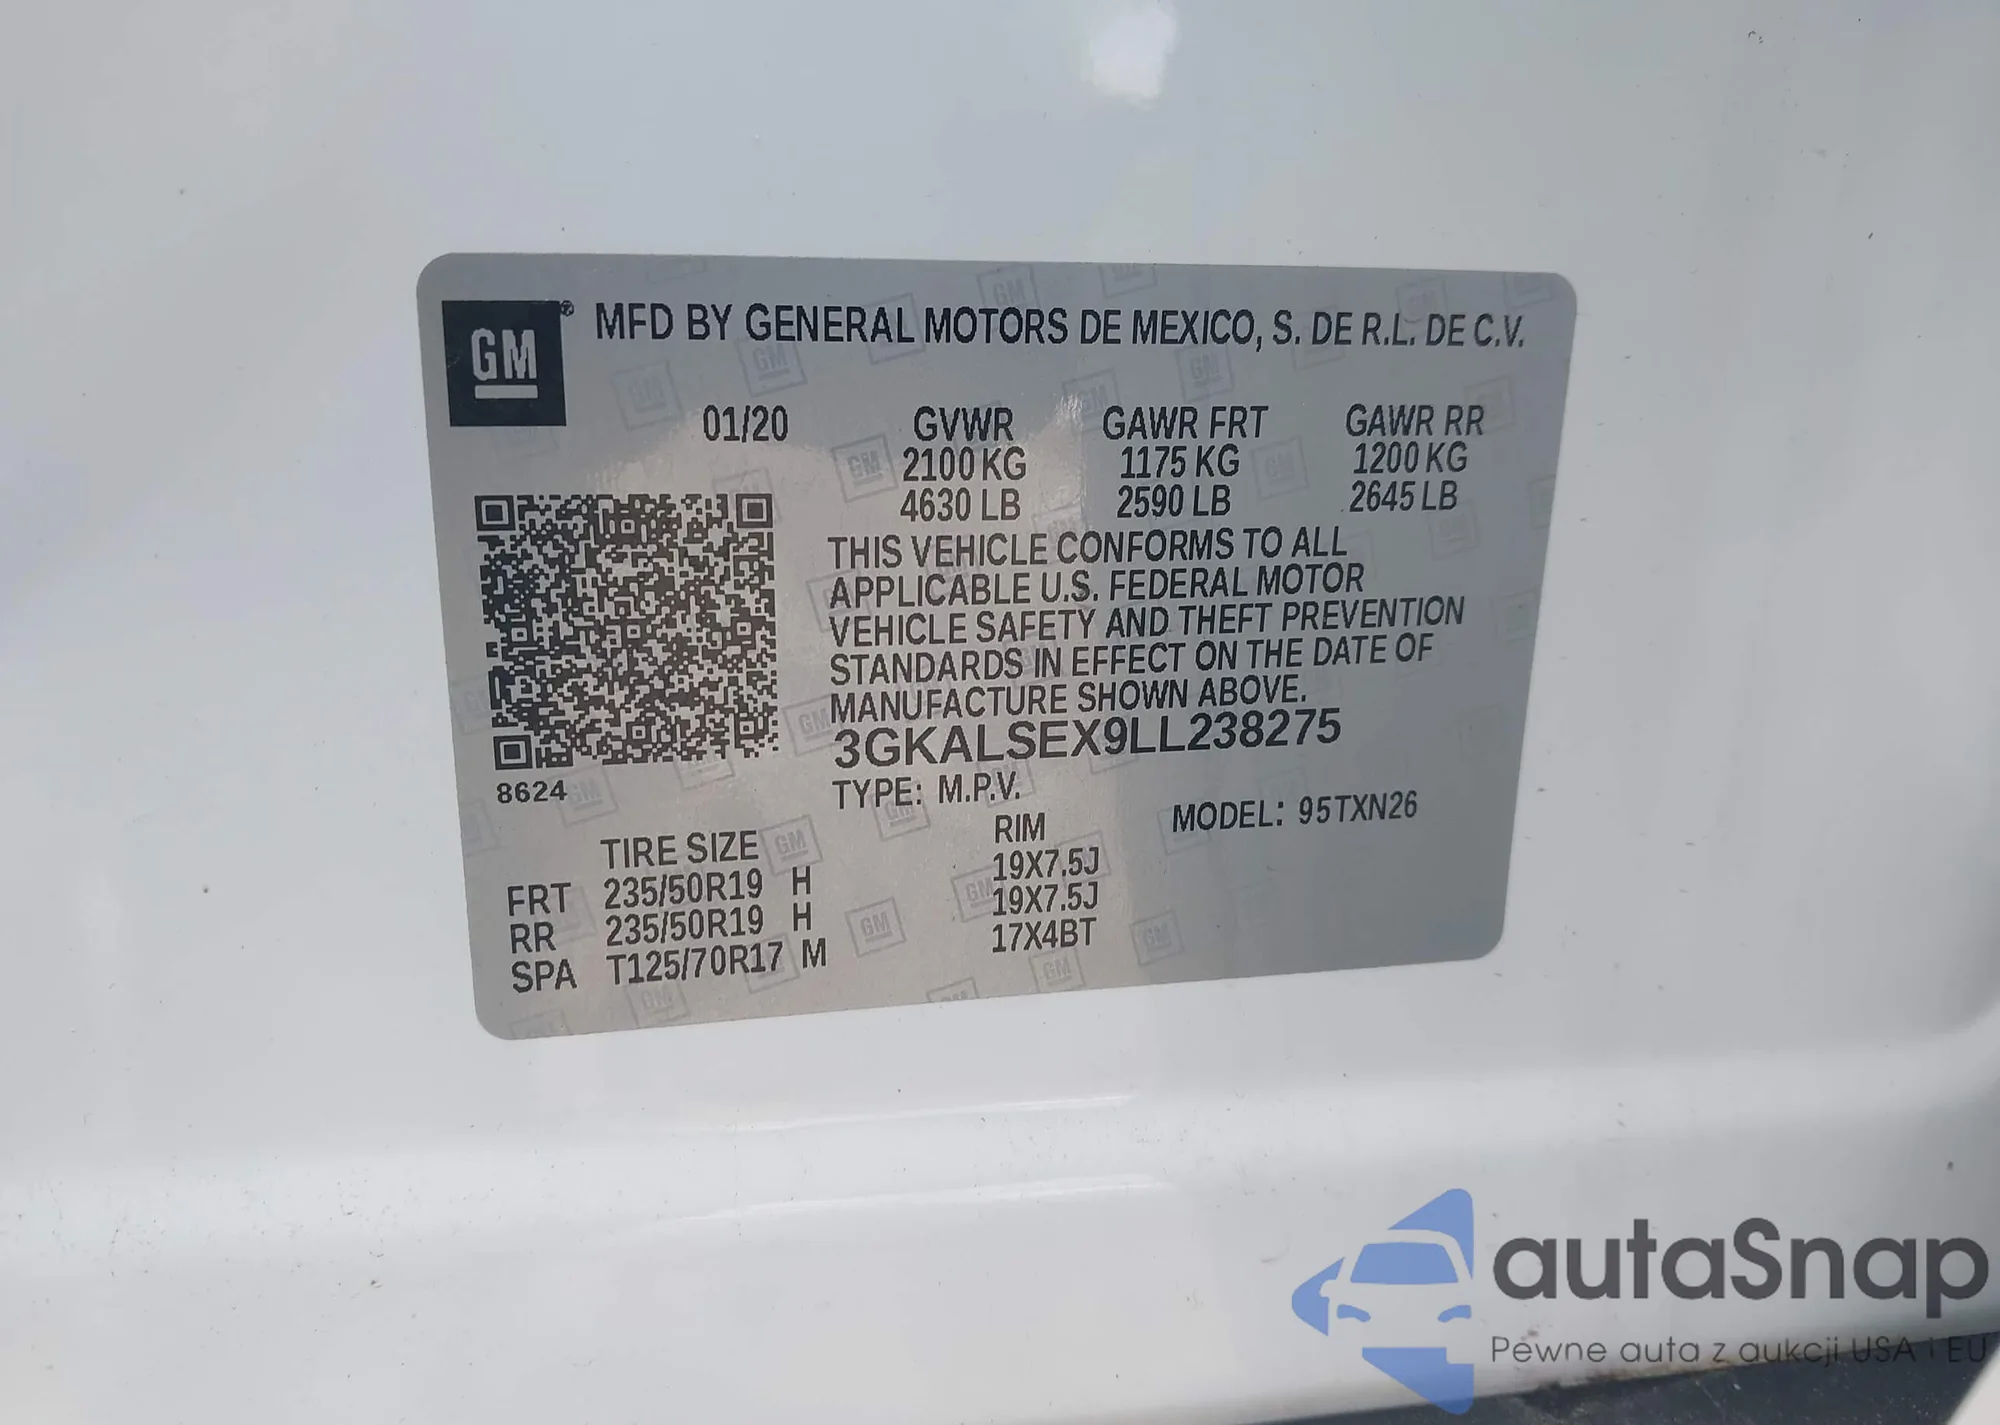 GM ® MFD BY GENERAL MOTORS DE MEXICO, S. DE R.L. DE C.V.
01/20 GVWR GAWR FRT GAWR RR
2100 KG 1175 KG 1200 KG
4630 LB 2590 LB 2645 LB
THIS VEHICLE CONFORMS TO ALL
APPLICABLE U.S. FEDERAL MOTOR
VEHICLE SAFETY AND THEFT PREVENTION
STANDARDS IN EFFECT ON THE DATE OF
MANUFACTURE SHOWN ABOVE.
3GKALSEX9LL238275
8624
TYPE: M.P.V. MODEL: 95TXN26
TIRE SIZE RIM
FRT 235/50R19 H 19X7.5J
RR 235/50R19 H 19X7.5J
SPA T125/70R17 M 17X4BT
autaSnap
Pewne auta z aukcji USA i EU